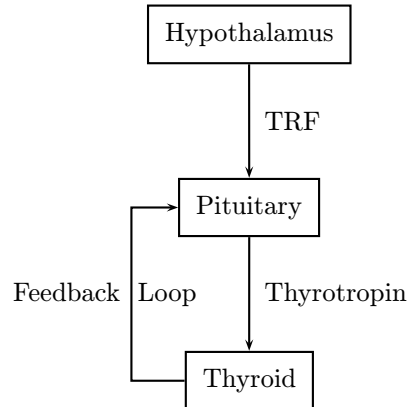 Hypothalamus
TRF
Pituitary
Feedback Loop
Thyrotropin
Thyroid